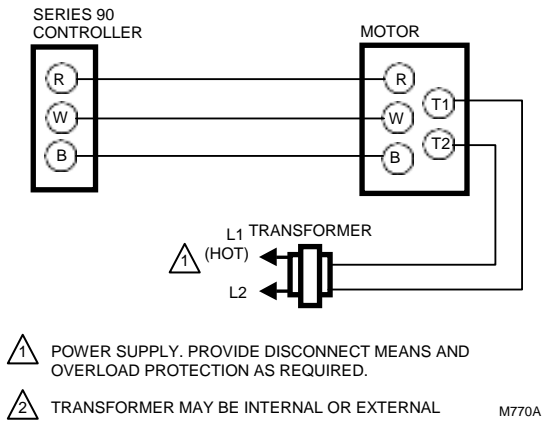 SERIES 90
CONTROLLER
MOTOR
R
R
T1
W
W
T2
B
B
L1 TRANSFORMER
1 (HOT)
L2
1 POWER SUPPLY. PROVIDE DISCONNECT MEANS AND
OVERLOAD PROTECTION AS REQUIRED.
2 TRANSFORMER MAY BE INTERNAL OR EXTERNAL
M770A